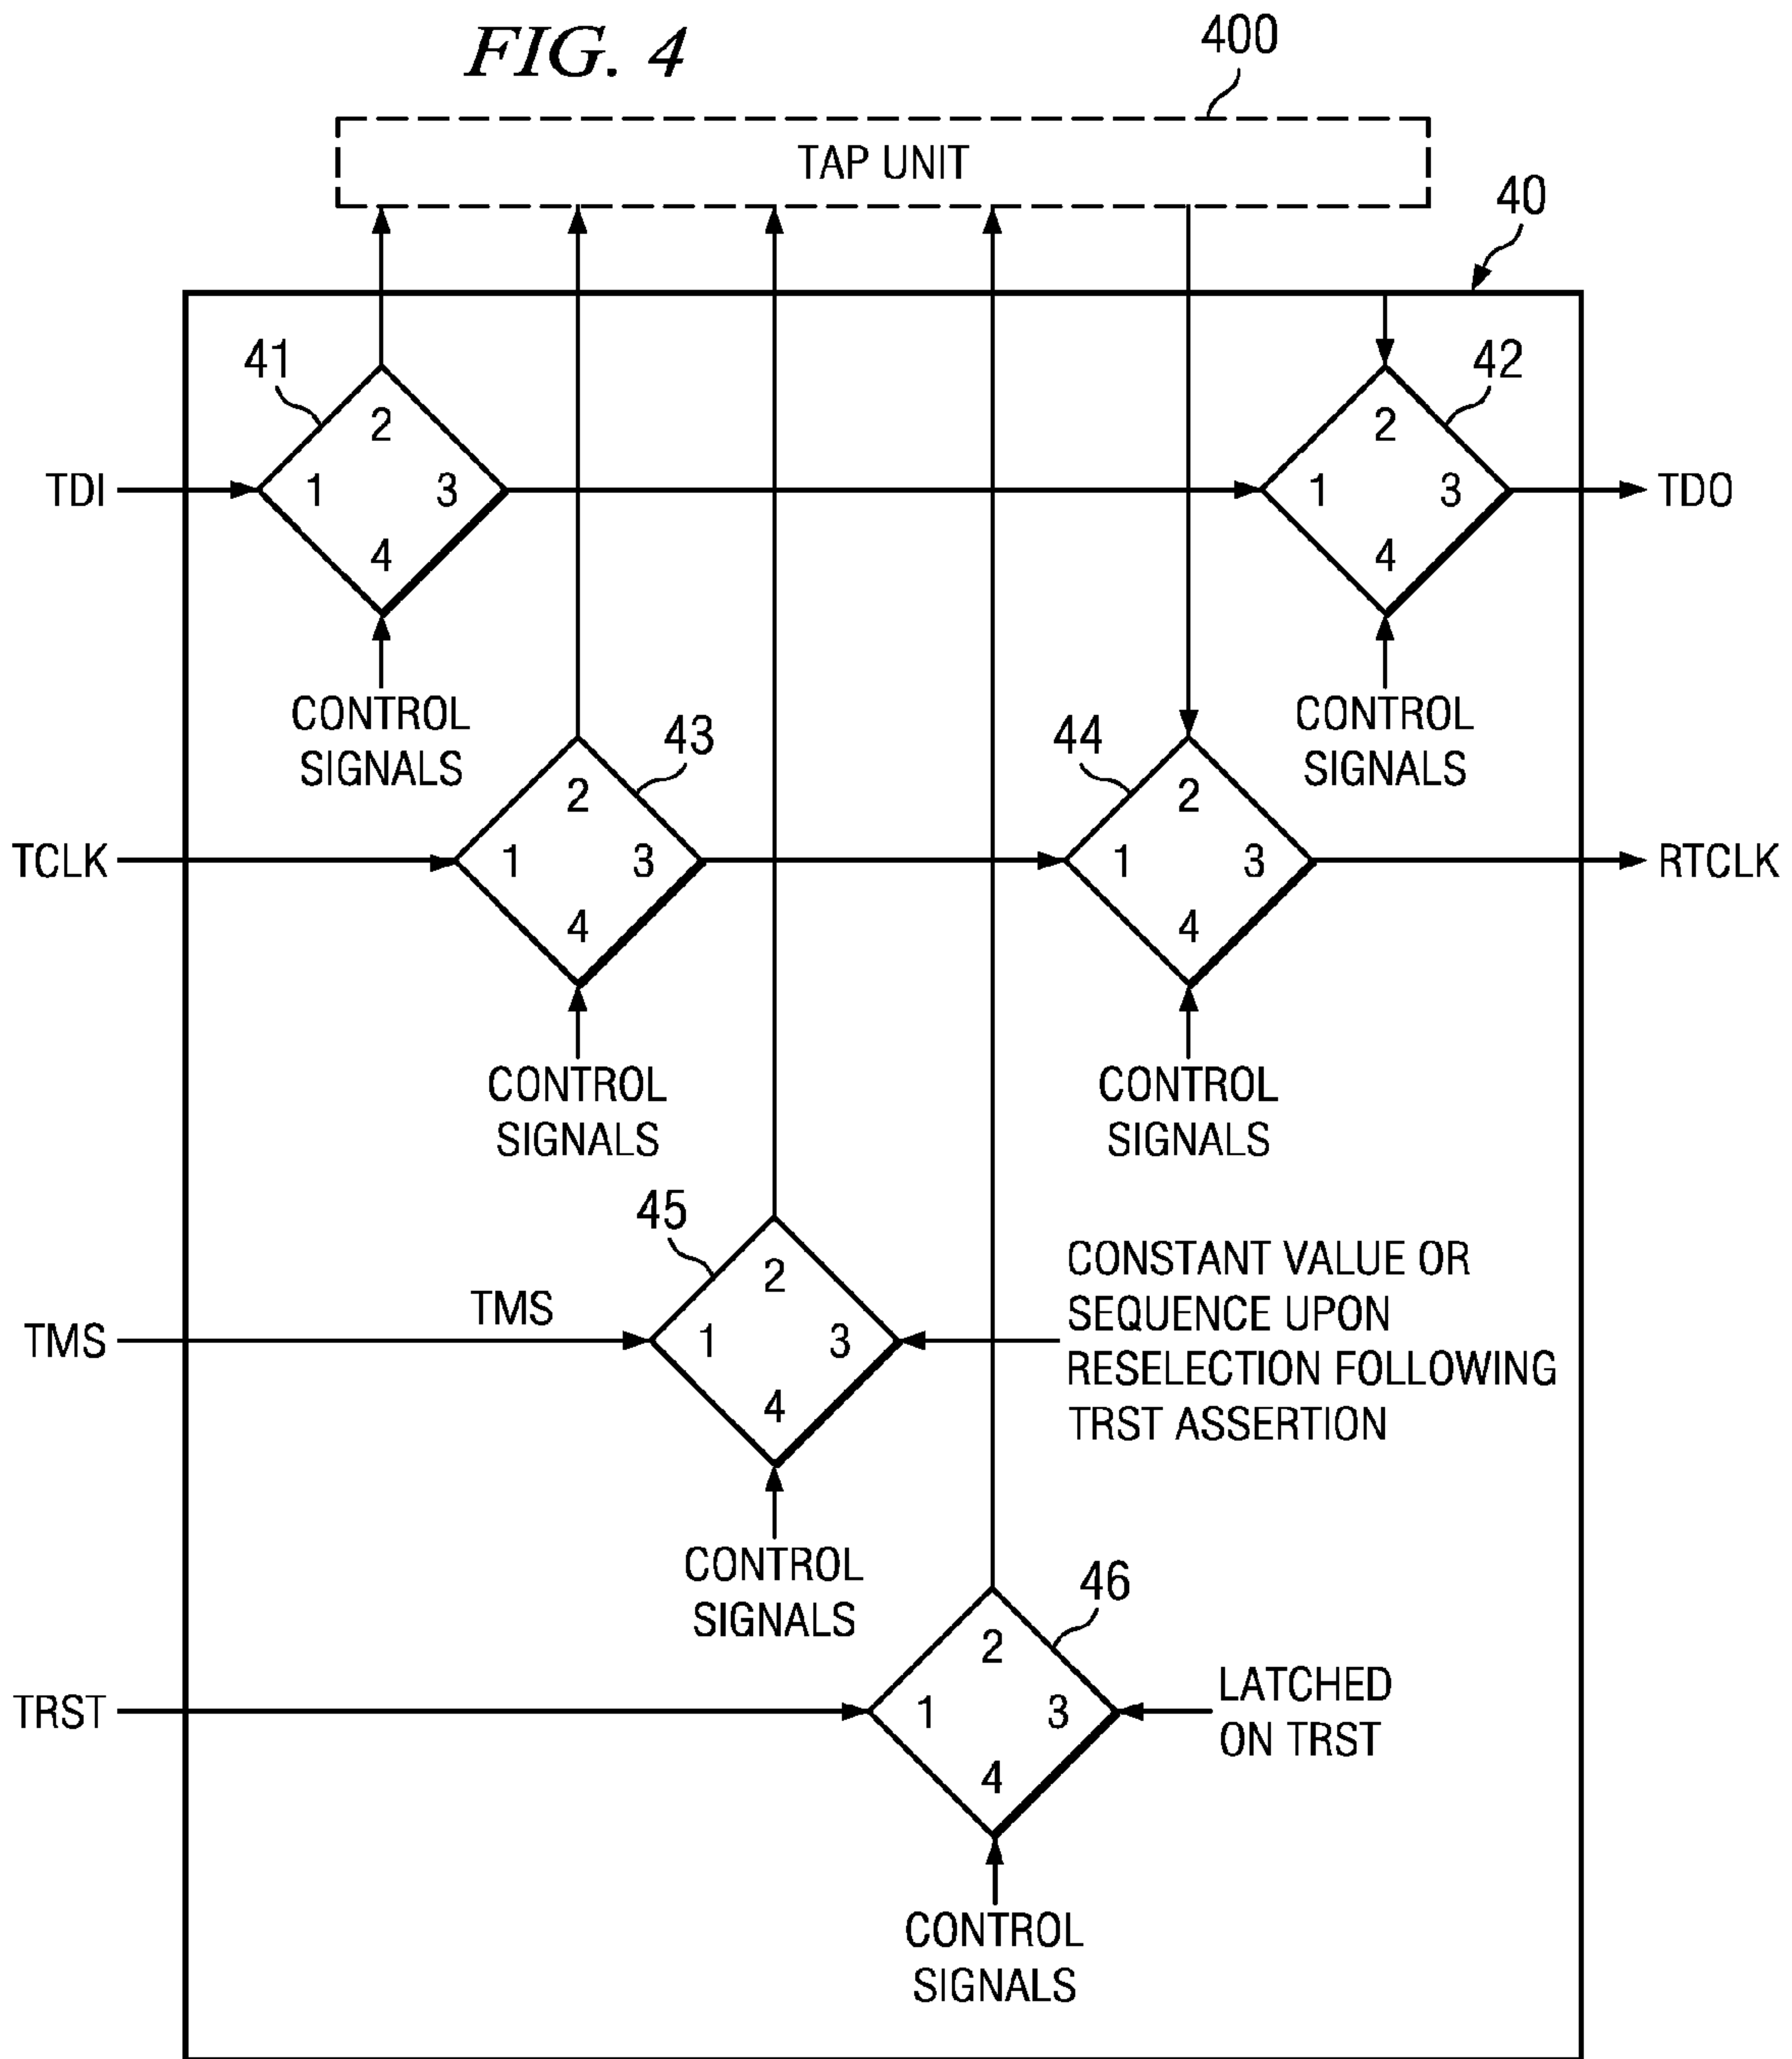 FIG. 4
400
TAP UNIT
40
41
42
2
2
TDI
1
3
1
3
TDO
4
4
CONTROL
SIGNALS
CONTROL
SIGNALS
43
44
2
2
TCLK
1
3
1
3
RTCLK
4
4
CONTROL
SIGNALS
CONTROL
SIGNALS
45
2
TMS
TMS
1
3
CONSTANT VALUE OR
SEQUENCE UPON
RESELECTION FOLLOWING
TRST ASSERTION
4
CONTROL
SIGNALS
46
2
TRST
1
3
LATCHED
ON TRST
4
CONTROL
SIGNALS